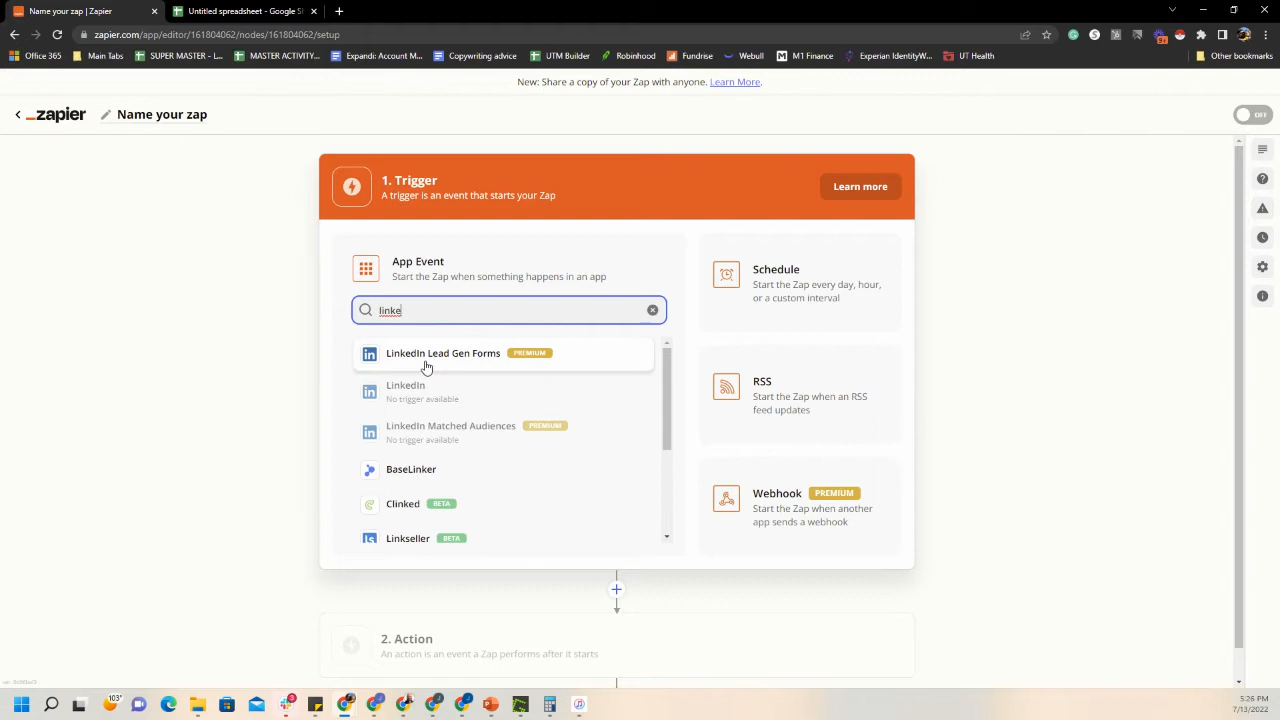 Name your zap | Zapier
Untitled spreadsheet - Google Sh
zapier.com/app/editor/161804062/nodes/161804062/setup
Office 365
Main Tabs
SUPER MASTER - L...
MASTER ACTIVITY...
Expandi: Account M...
Copywriting advice
UTM Builder
Robinhood
Fundrise
Webull
M1 Finance
Experian IdentityW...
UT Health
Other bookmarks
New: Share a copy of your Zap with anyone. Learn More.
zapier
Name your zap
OFF
1. Trigger
A trigger is an event that starts your Zap
Learn more
App Event
Start the Zap when something happens in an app
linke
LinkedIn Lead Gen Forms PREMIUM
LinkedIn
No trigger available
LinkedIn Matched Audiences PREMIUM
No trigger available
BaseLinker
Clinked BETA
Linkseller BETA
Schedule
Start the Zap every day, hour,
or a custom interval
RSS
Start the Zap when an RSS
feed updates
Webhook PREMIUM
Start the Zap when another
app sends a webhook
2. Action
An action is an event a Zap performs after it starts
103°
5:26 PM
7/13/2022